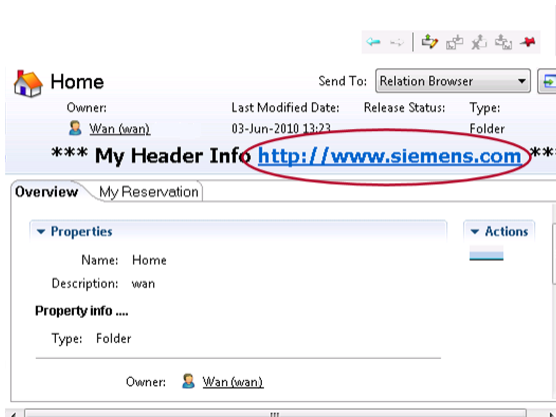 Home
Send To: Relation Browser
Owner: Last Modified Date: Release Status: Type:
Wan (wan) 03-Jun-2010 13:23 Folder
*** My Header Info http://www.siemens.com **
Overview My Reservation
Properties Actions
Name: Home
Description: wan
Property info ....
Type: Folder
Owner: Wan (wan)